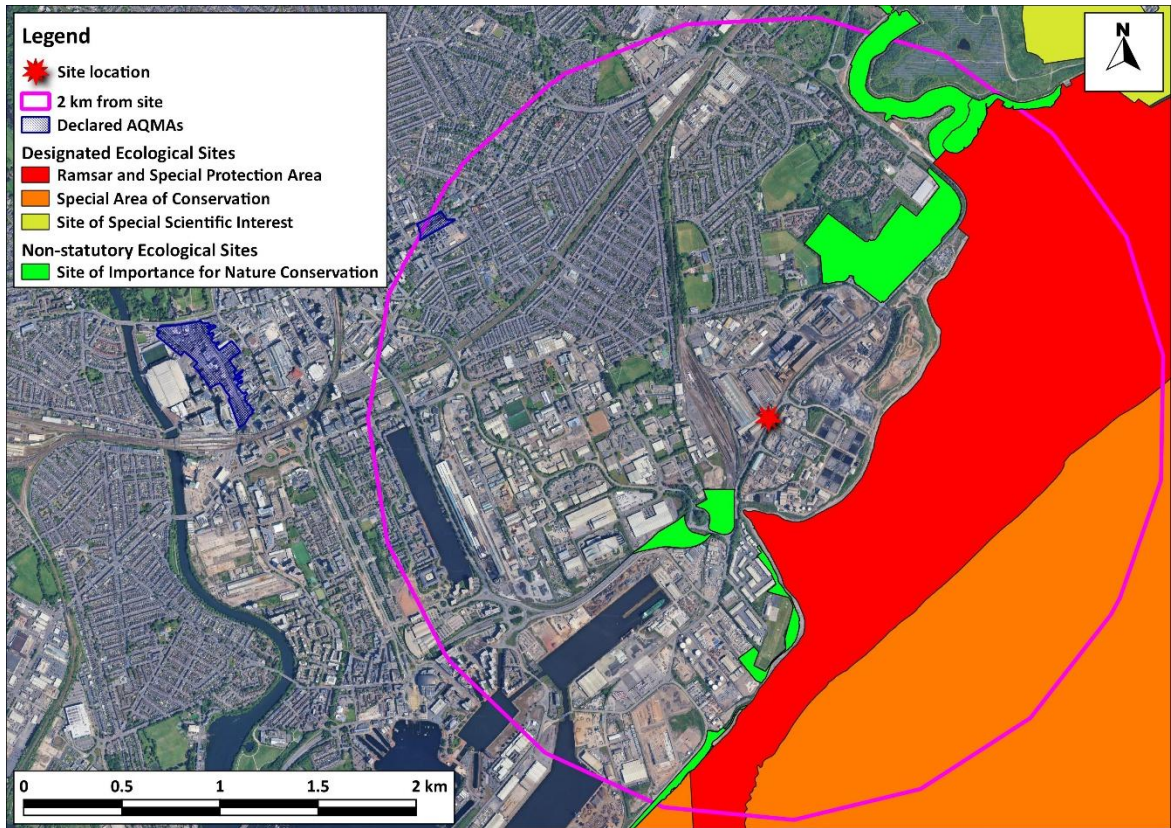 Legend
Site location
2 km from site
Declared AQMAs
Designated Ecological Sites
Ramsar and Special Protection Area
Special Area of Conservation
Site of Special Scientific Interest
Non-statutory Ecological Sites
Site of Importance for Nature Conservation
N
0 0.5 1 1.5 2 km